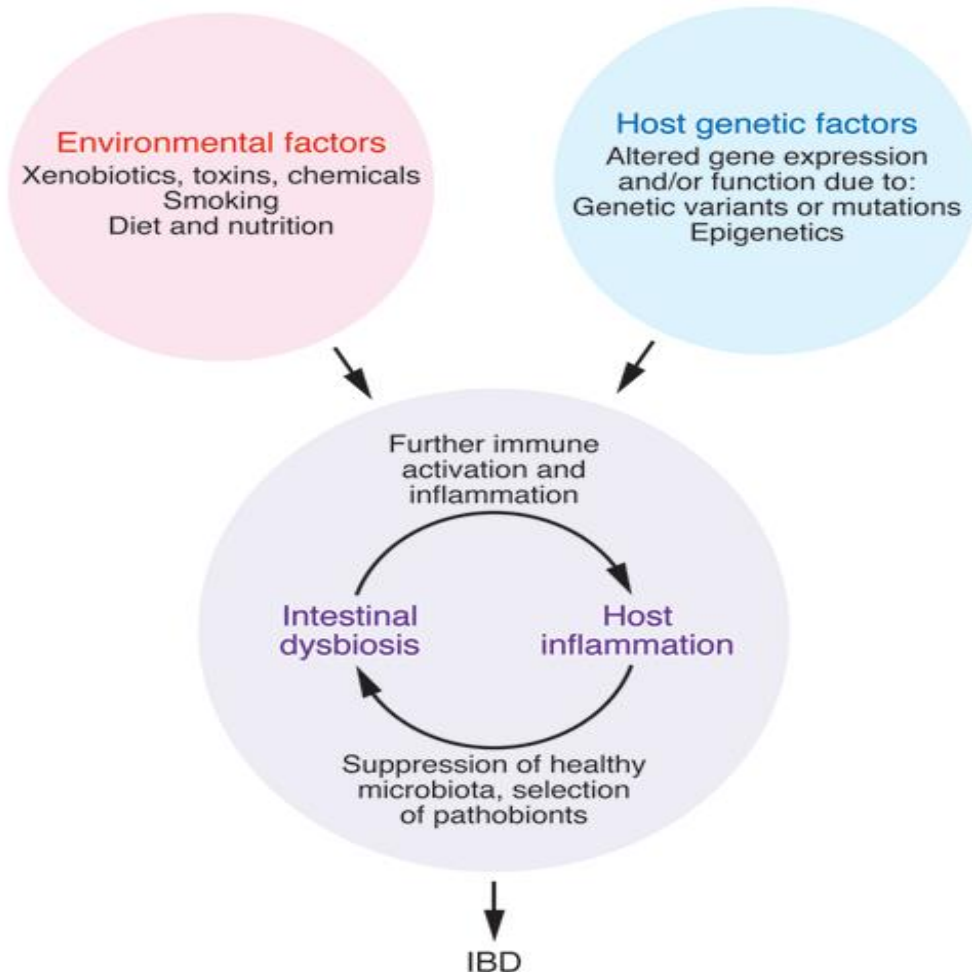 Environmental factors
Xenobiotics, toxins, chemicals
Smoking
Diet and nutrition
Host genetic factors
Altered gene expression
and/or function due to:
Genetic variants or mutations
Epigenetics
Further immune
activation and
inflammation
Intestinal
dysbiosis
Host
inflammation
Suppression of healthy
microbiota, selection
of pathobionts
IBD